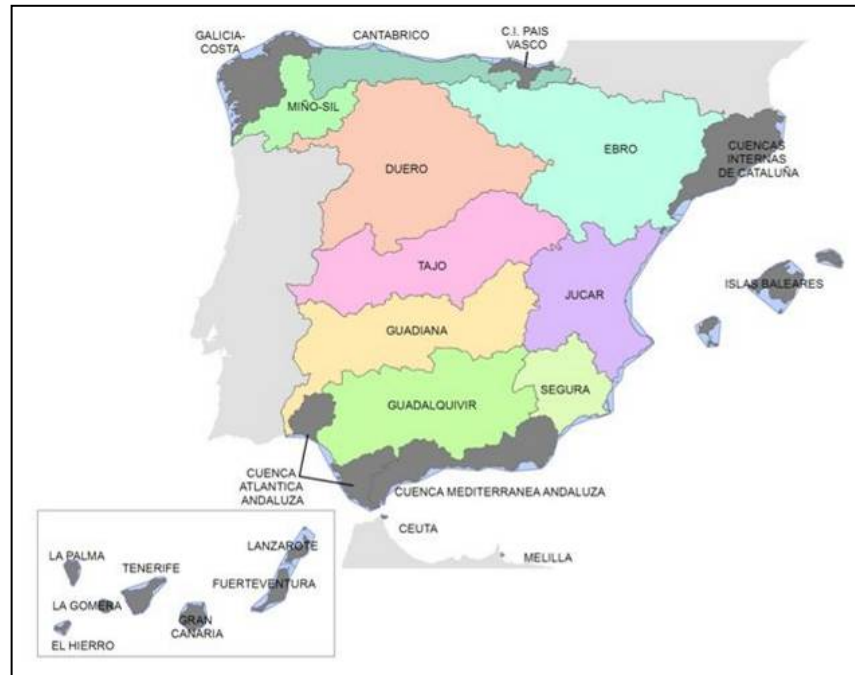 GALICIA-
COSTA
CANTABRICO
C.I. PAIS
VASCO
MIÑO-SIL
DUERO
EBRO
CUENCAS
INTERNAS
DE CATALUÑA
TAJO
JUCAR
ISLAS BALEARES
GUADIANA
SEGURA
GUADALQUIVIR
CUENCA
ATLANTICA
ANDALUZA
CUENCA MEDITERRANEA ANDALUZA
CEUTA
MELILLA
LANZAROTE
LA PALMA
TENERIFE
FUERTEVENTURA
LA GOMERA
GRAN
CANARIA
EL HIERRO